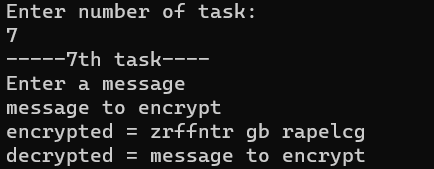 Enter number of task:
7
-----7th task----
Enter a message
message to encrypt
encrypted = zrffntr gb rapelcg
decrypted = message to encrypt